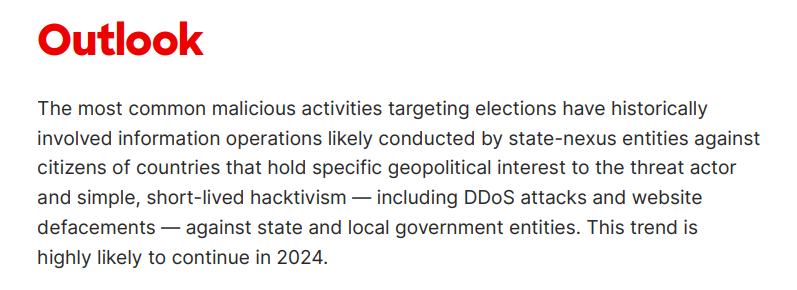 Outlook
The most common malicious activities targeting elections have historically
involved information operations likely conducted by state-nexus entities against
citizens of countries that hold specific geopolitical interest to the threat actor
and simple, short-lived hacktivism — including DDoS attacks and website
defacements — against state and local government entities. This trend is
highly likely to continue in 2024.